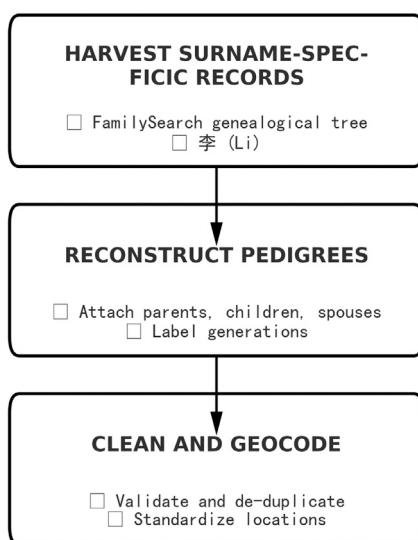 HARVEST SURNAME-SPEC-
FICIC RECORDS
□ FamilySearch genealogical tree
□ 李 (Li)
RECONSTRUCT PEDIGREES
□ Attach parents, children, spouses
□ Label generations
CLEAN AND GEOCODE
□ Validate and de-duplicate
□ Standardize locations